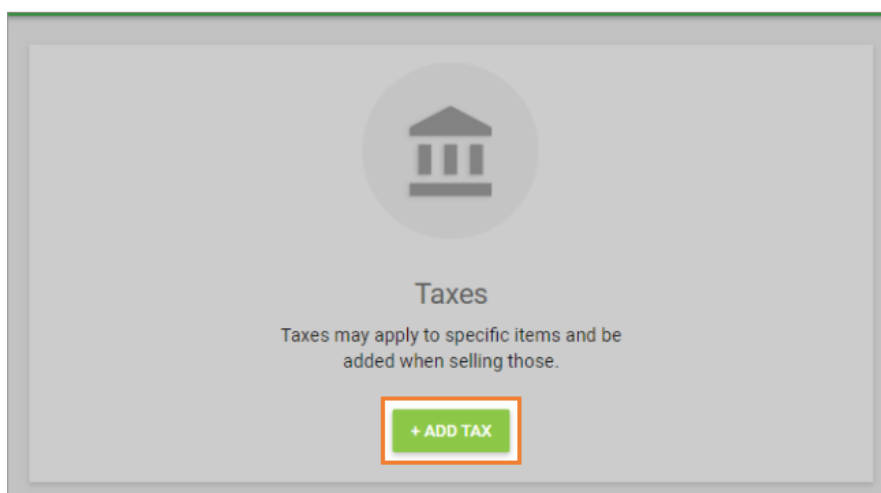 Taxes
Taxes may apply to specific items and be
added when selling those.
+ ADD TAX